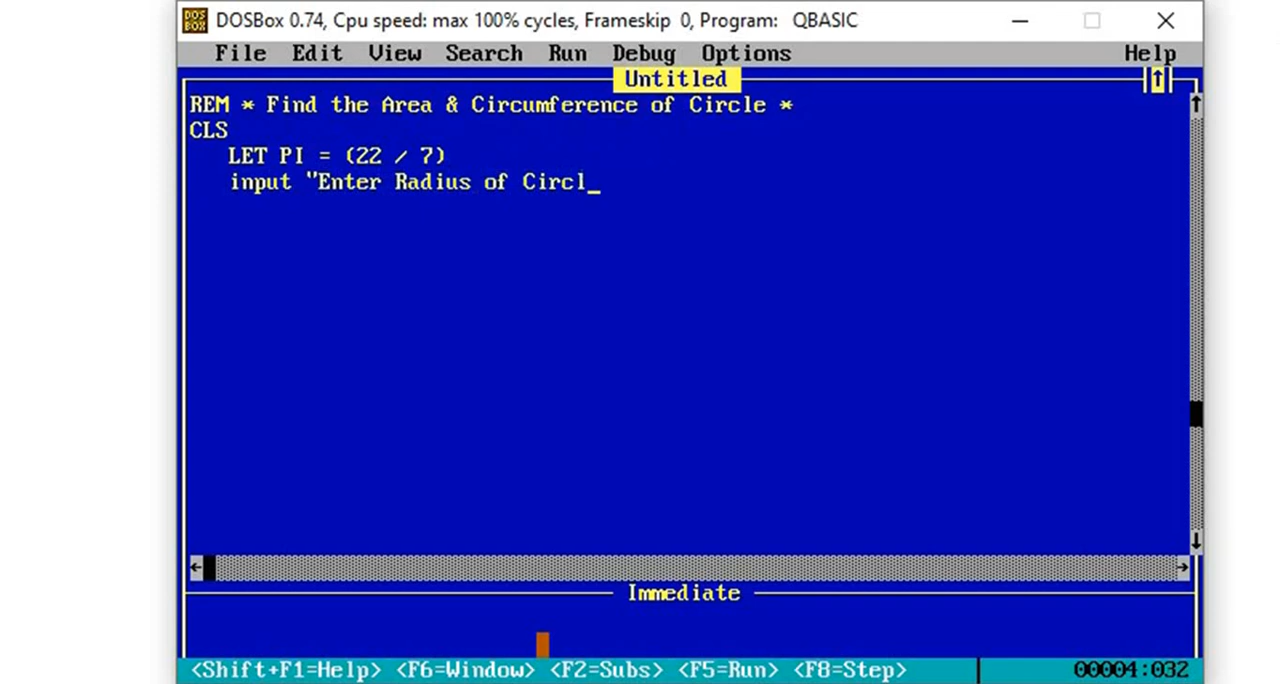 DOSBox 0.74, Cpu speed: max 100% cycles, Frameskip 0, Program: QBASIC
File Edit View Search Run Debug Options Help
Untitled
REM * Find the Area & Circumference of Circle *
CLS
LET PI = (22 / 7)
input "Enter Radius of Circl_
Immediate
<Shift+F1=Help> <F6=Window> <F2=Subs> <F5=Run> <F8=Step> 00004:032